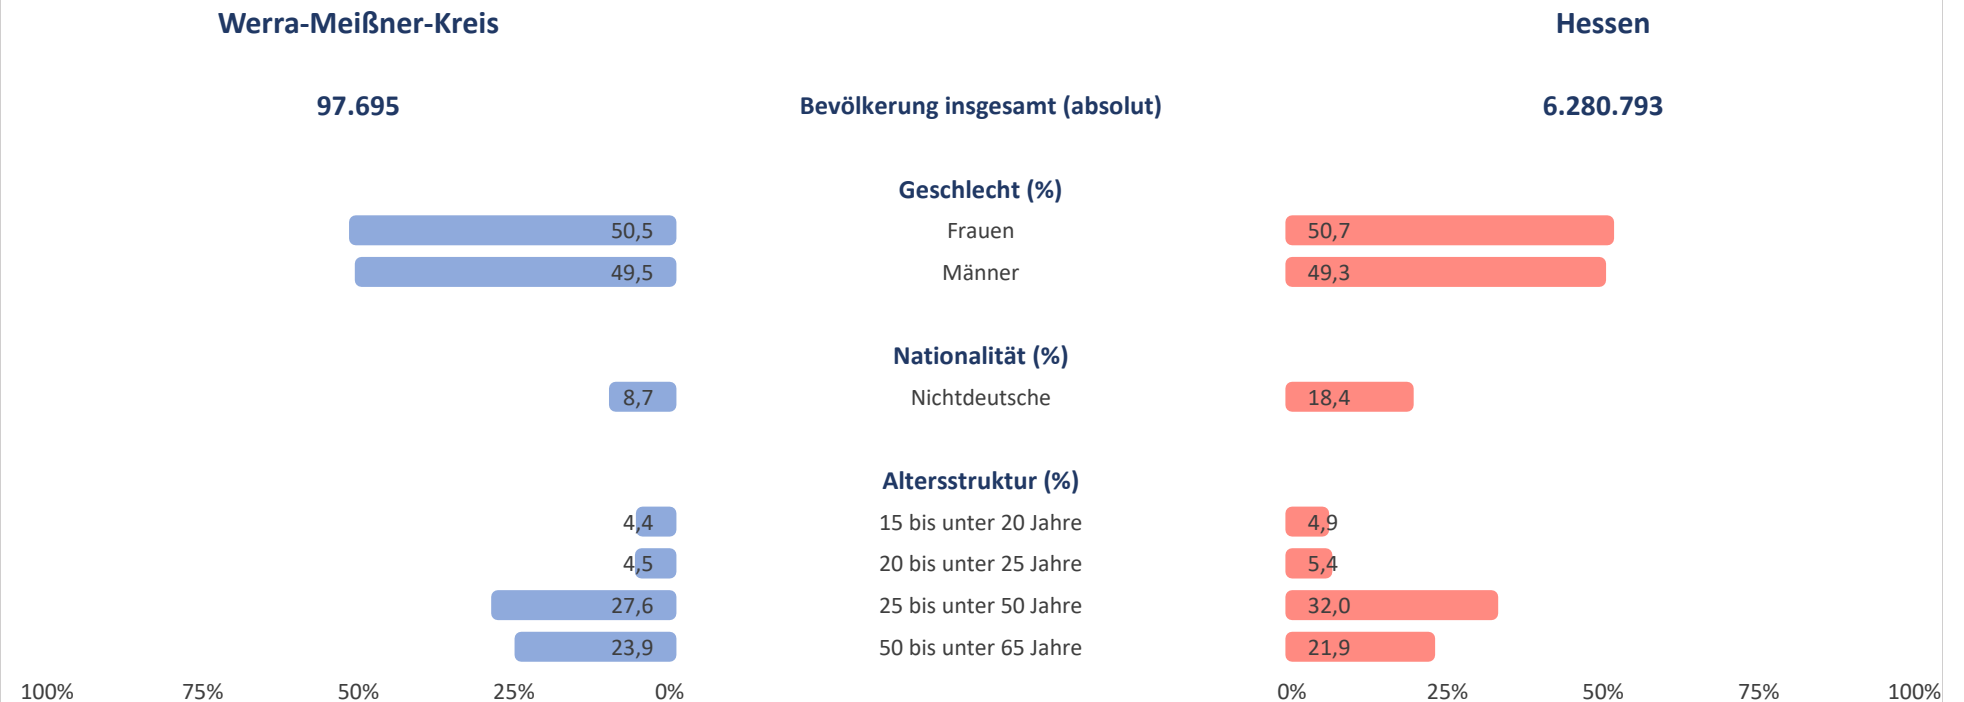 Werra-Meißner-Kreis Hessen
97.695 Bevölkerung insgesamt (absolut) 6.280.793
Geschlecht (%)
50,5 Frauen 50,7
49,5 Männer 49,3
Nationalität (%)
8,7 Nichtdeutsche 18,4
Altersstruktur (%)
4,4 15 bis unter 20 Jahre 4,9
4,5 20 bis unter 25 Jahre 5,4
27,6 25 bis unter 50 Jahre 32,0
23,9 50 bis unter 65 Jahre 21,9
100% 75% 50% 25% 0% 0% 25% 50% 75% 100%